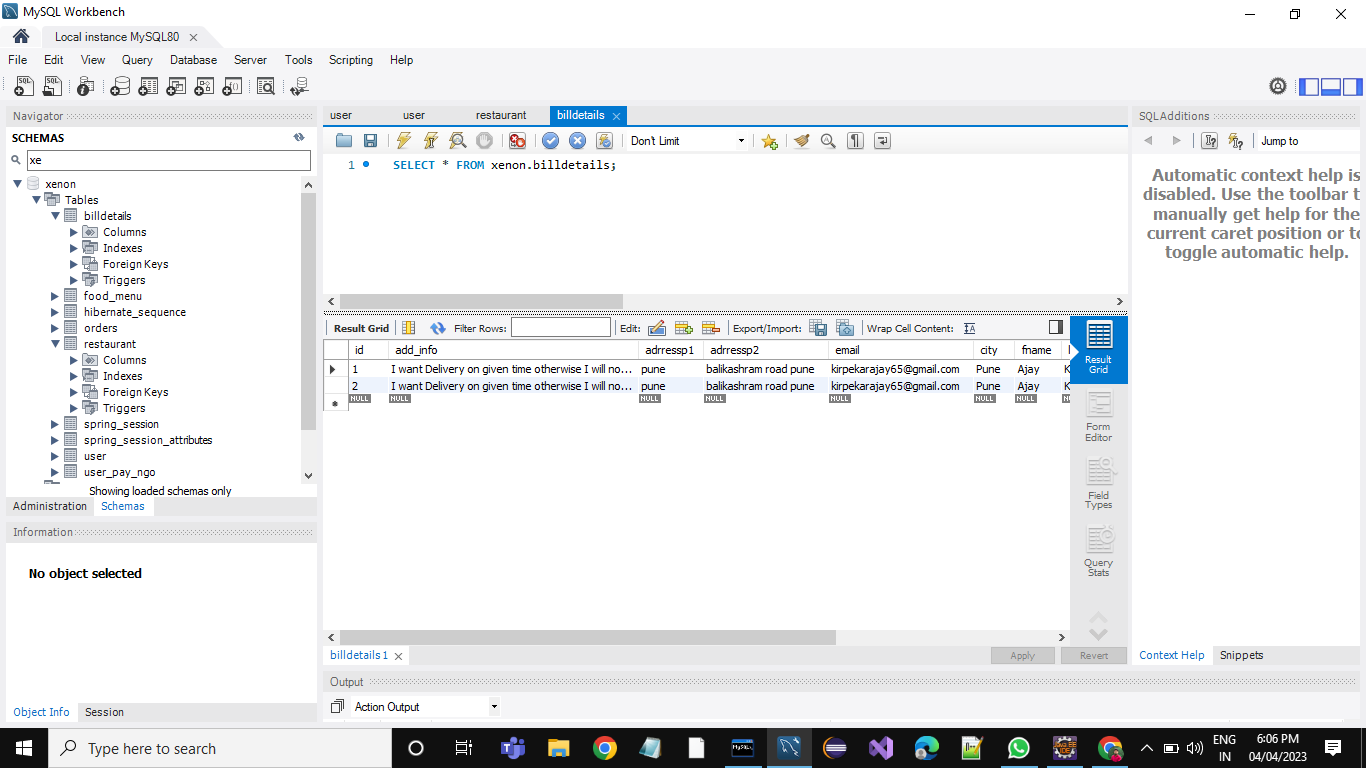 MySQL Workbench
Local instance MySQL80
File Edit View Query Database Server Tools Scripting Help
Navigator
SCHEMAS
xe
xenon
Tables
billdetails
Columns
Indexes
Foreign Keys
Triggers
food_menu
hibernate_sequence
orders
restaurant
Columns
Indexes
Foreign Keys
Triggers
spring_session
spring_session_attributes
user
user_pay_ngo
Showing loaded schemas only
Administration Schemas
Information
No object selected
Object Info Session
user user restaurant billdetails
Don't Limit
1 SELECT * FROM xenon.billdetails;
Result Grid Filter Rows: Edit: Export/Import: Wrap Cell Content:
id add_info adrressp1 adrressp2 email city fname
1 I want Delivery on given time otherwise I will no... pune balikashram road pune kirpekarajay65@gmail.com Pune Ajay K
2 I want Delivery on given time otherwise I will no... pune balikashram road pune kirpekarajay65@gmail.com Pune Ajay K
NULL NULL NULL NULL NULL NULL NULL
Result
Grid
Form
Editor
Field
Types
Query
Stats
billdetails 1
Apply Revert
Output
Action Output
SQLAdditions
Jump to
Automatic context help is
disabled. Use the toolbar t
manually get help for the
current caret position or to
toggle automatic help.
Context Help Snippets
Type here to search
ENG
IN
6:06 PM
04/04/2023